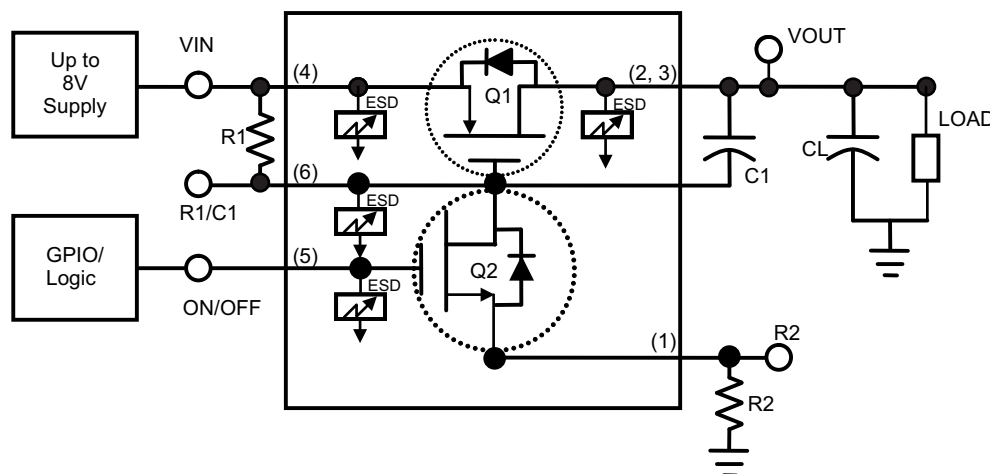 Up to
8V
Supply
VIN
(4)
ESD
Q1
(2, 3)
ESD
VOUT
R1
C1
CL
LOAD
(6)
R1/C1
ESD
GPIO/
Logic
(5)
ON/OFF
ESD
Q2
(1)
R2
R2